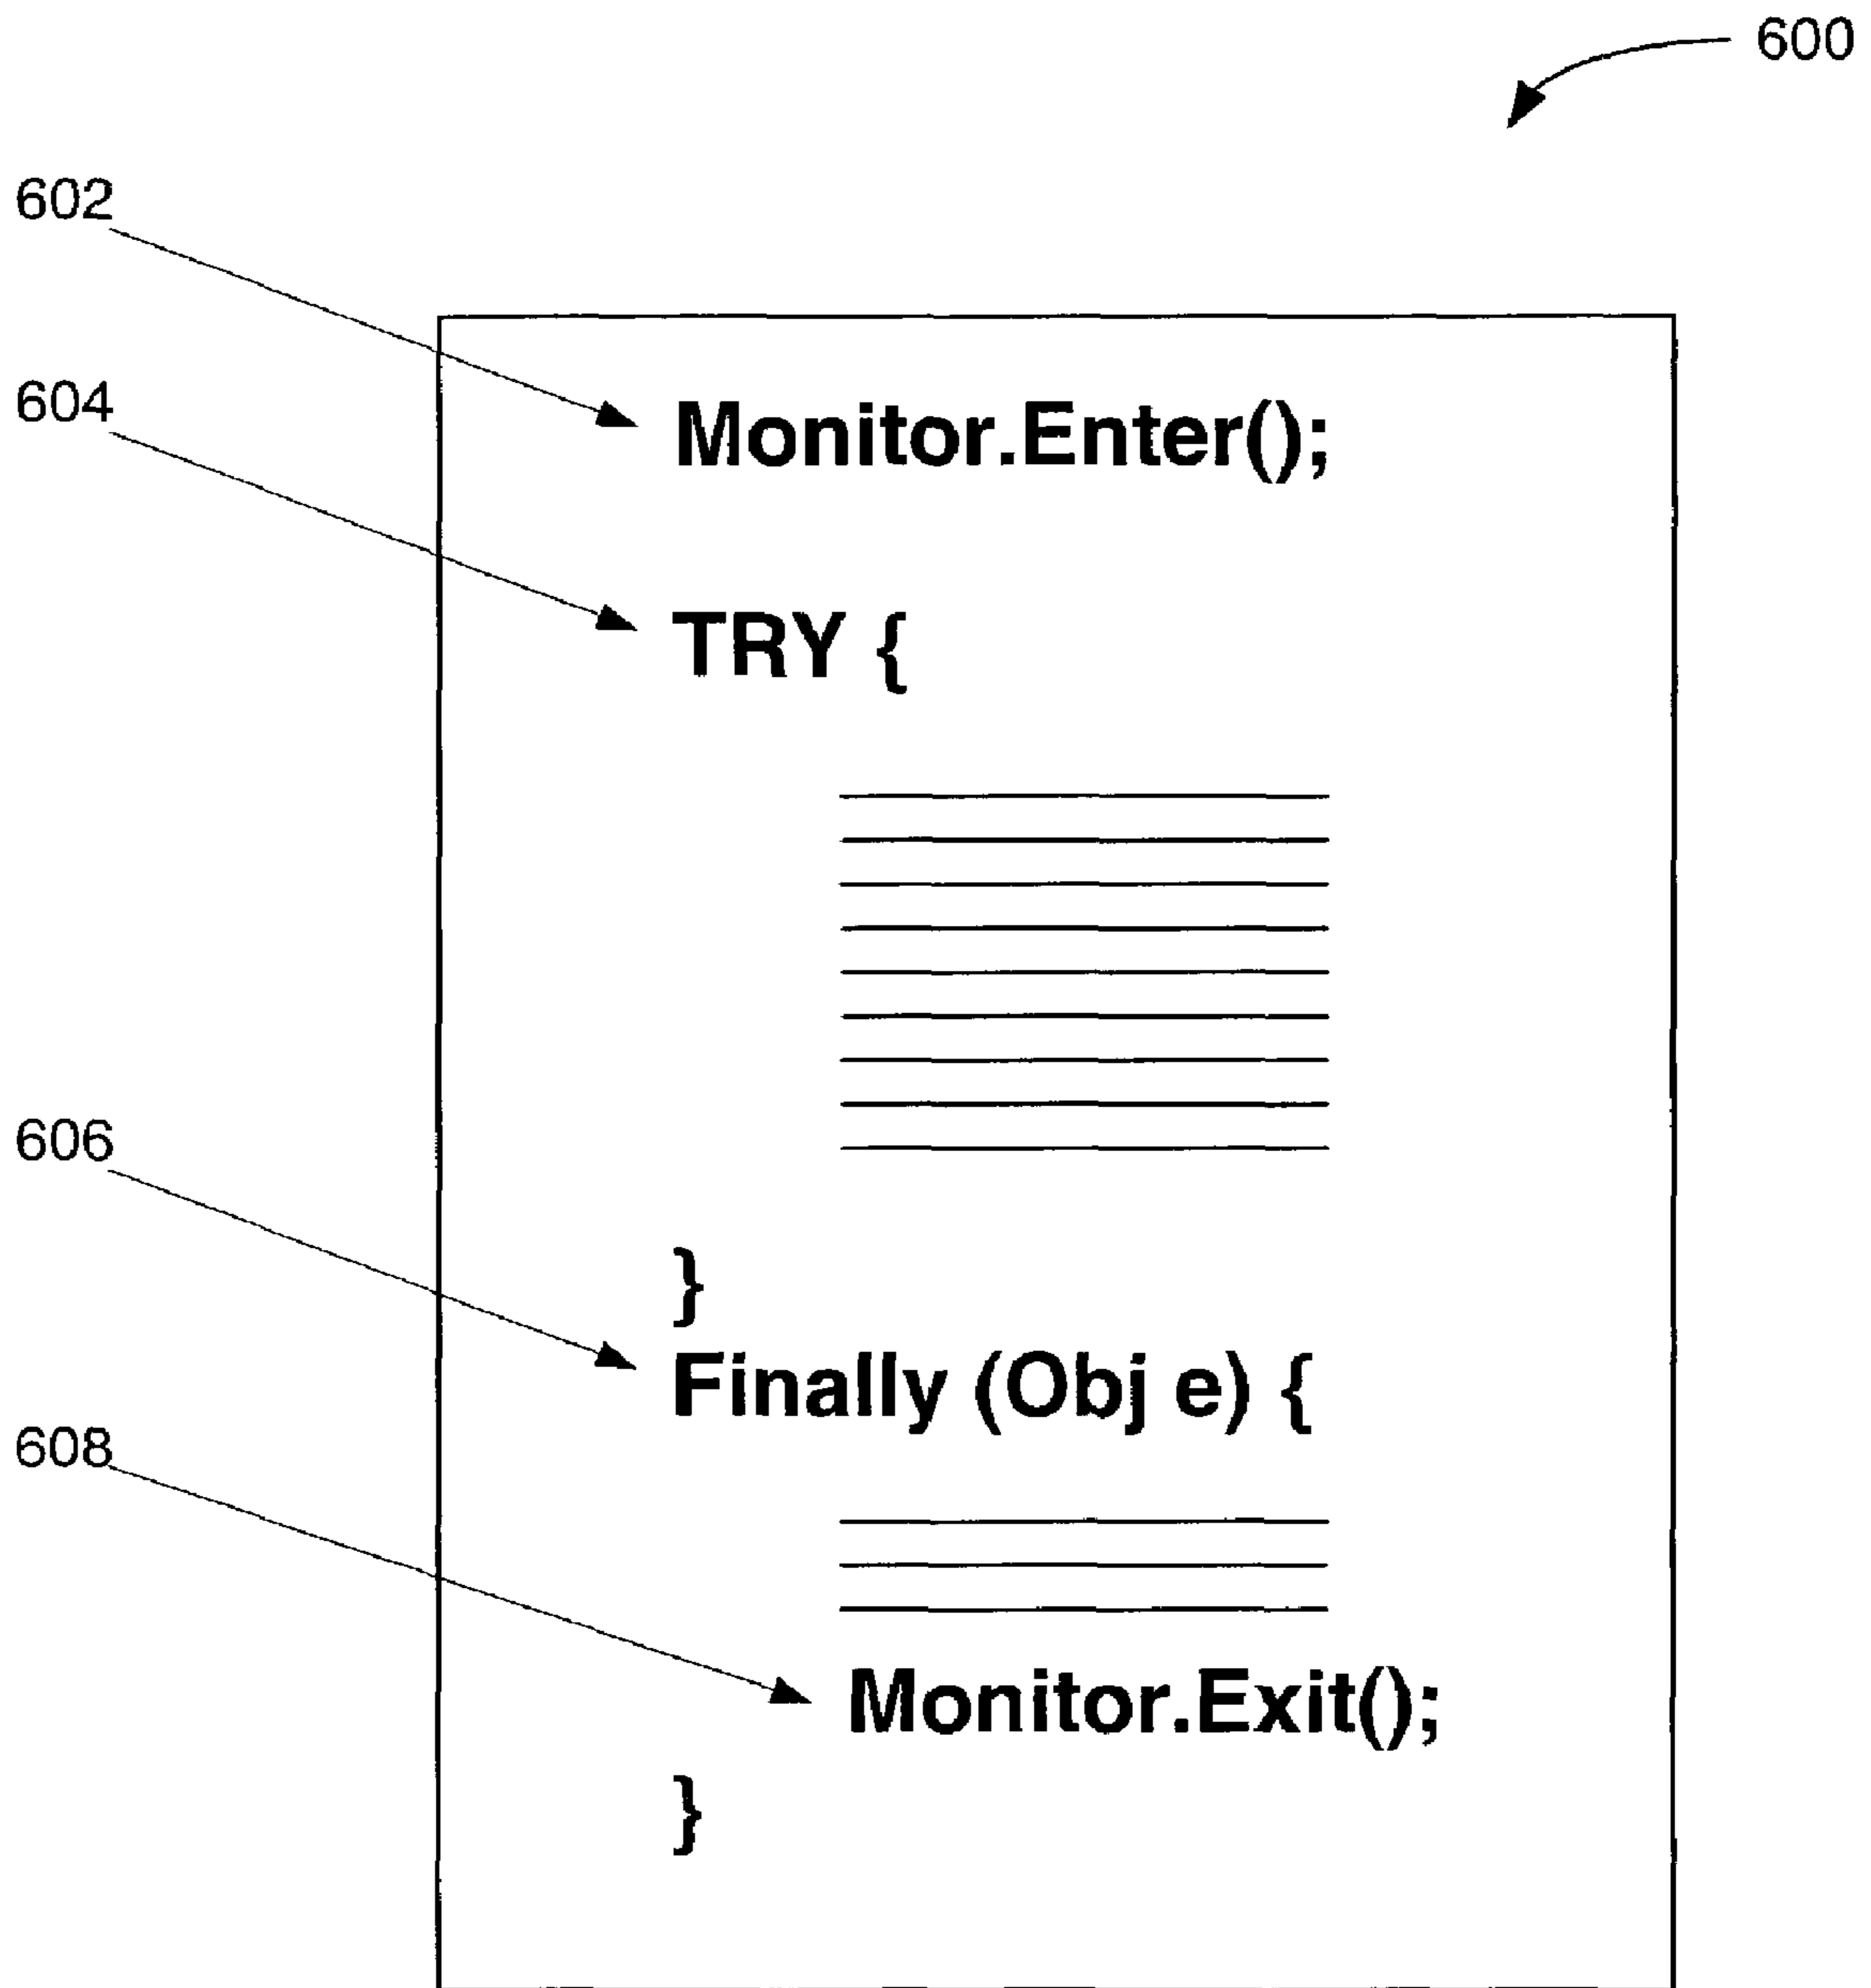 600
602
Monitor.Enter();
604
TRY {
606
}
Finally (Obj e) {
608
Monitor.Exit();
}